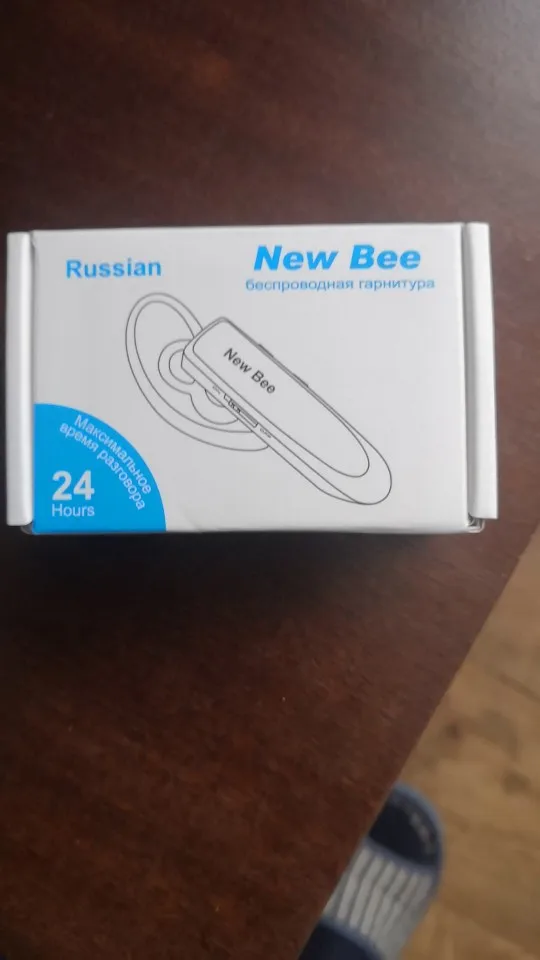 Russian
New Bee
беспроводная гарнитура
New Bee
Максимальное
время разговора
24
Hours